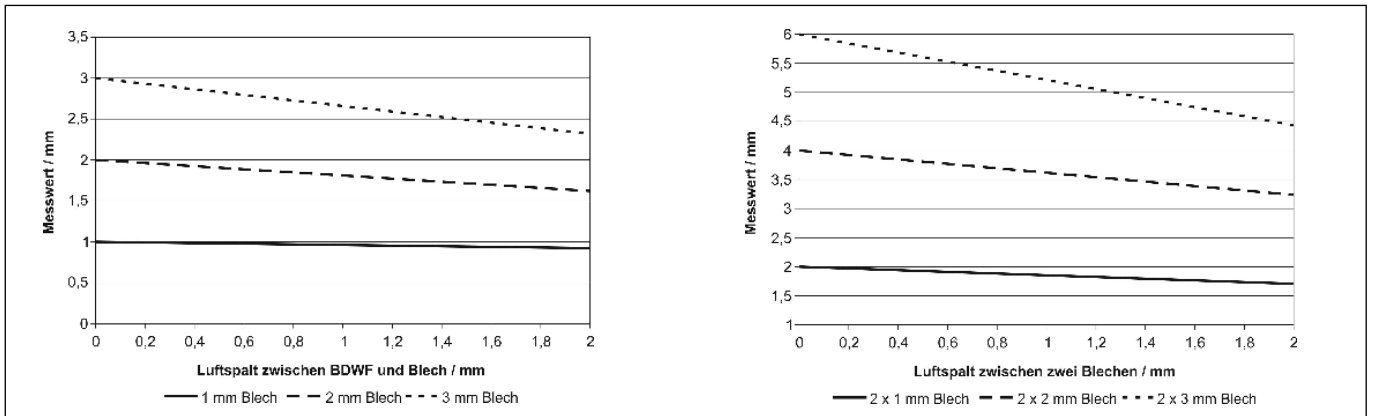 3,5
3
2,5
2
1,5
1
0,5
0
Messwert / mm
0 0,2 0,4 0,6 0,8 1 1,2 1,4 1,6 1,8 2
Luftspalt zwischen BDWF und Blech / mm
1 mm Blech 2 mm Blech 3 mm Blech
6
5,5
5
4,5
4
3,5
3
2,5
2
1,5
1
Messwert / mm
0 0,2 0,4 0,6 0,8 1 1,2 1,4 1,6 1,8 2
Luftspalt zwischen zwei Blechen / mm
2 x 1 mm Blech 2 x 2 mm Blech 2 x 3 mm Blech